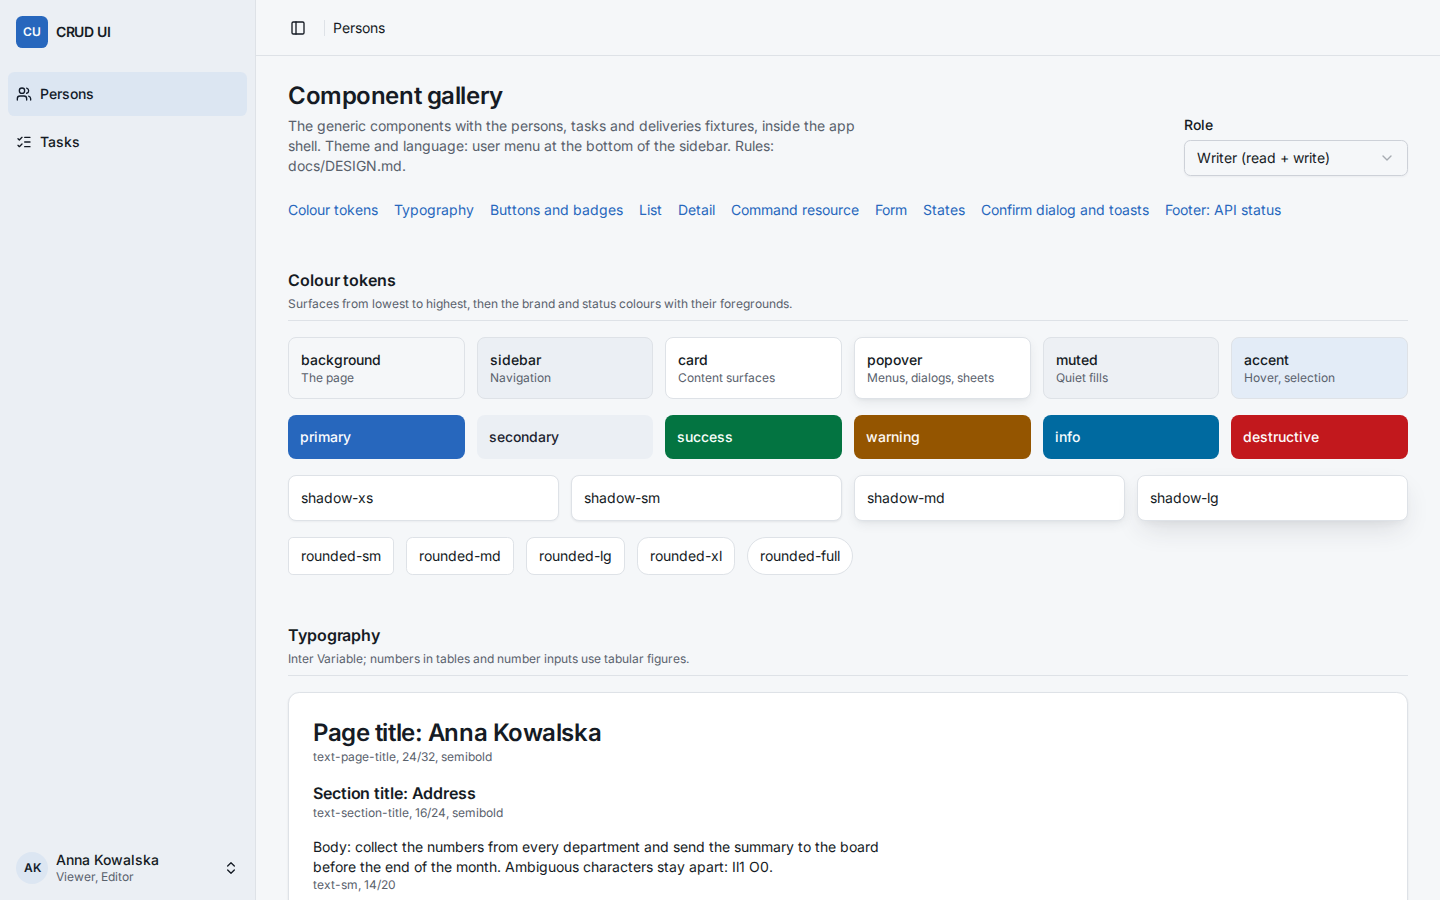 CU CRUD UI
Persons
Tasks
Persons
Component gallery
The generic components with the persons, tasks and deliveries fixtures, inside the app
shell. Theme and language: user menu at the bottom of the sidebar. Rules:
docs/DESIGN.md.
Role
Writer (read + write)
Colour tokens Typography Buttons and badges List Detail Command resource Form States Confirm dialog and toasts Footer: API status
Colour tokens
Surfaces from lowest to highest, then the brand and status colours with their foregrounds.
background
The page
sidebar
Navigation
card
Content surfaces
popover
Menus, dialogs, sheets
muted
Quiet fills
accent
Hover, selection
primary secondary success warning info destructive
shadow-xs shadow-sm shadow-md shadow-lg
rounded-sm rounded-md rounded-lg rounded-xl rounded-full
Typography
Inter Variable; numbers in tables and number inputs use tabular figures.
Page title: Anna Kowalska
text-page-title, 24/32, semibold
Section title: Address
text-section-title, 16/24, semibold
Body: collect the numbers from every department and send the summary to the board
before the end of the month. Ambiguous characters stay apart: Il1 O0.
text-sm, 14/20
AK Anna Kowalska
Viewer, Editor